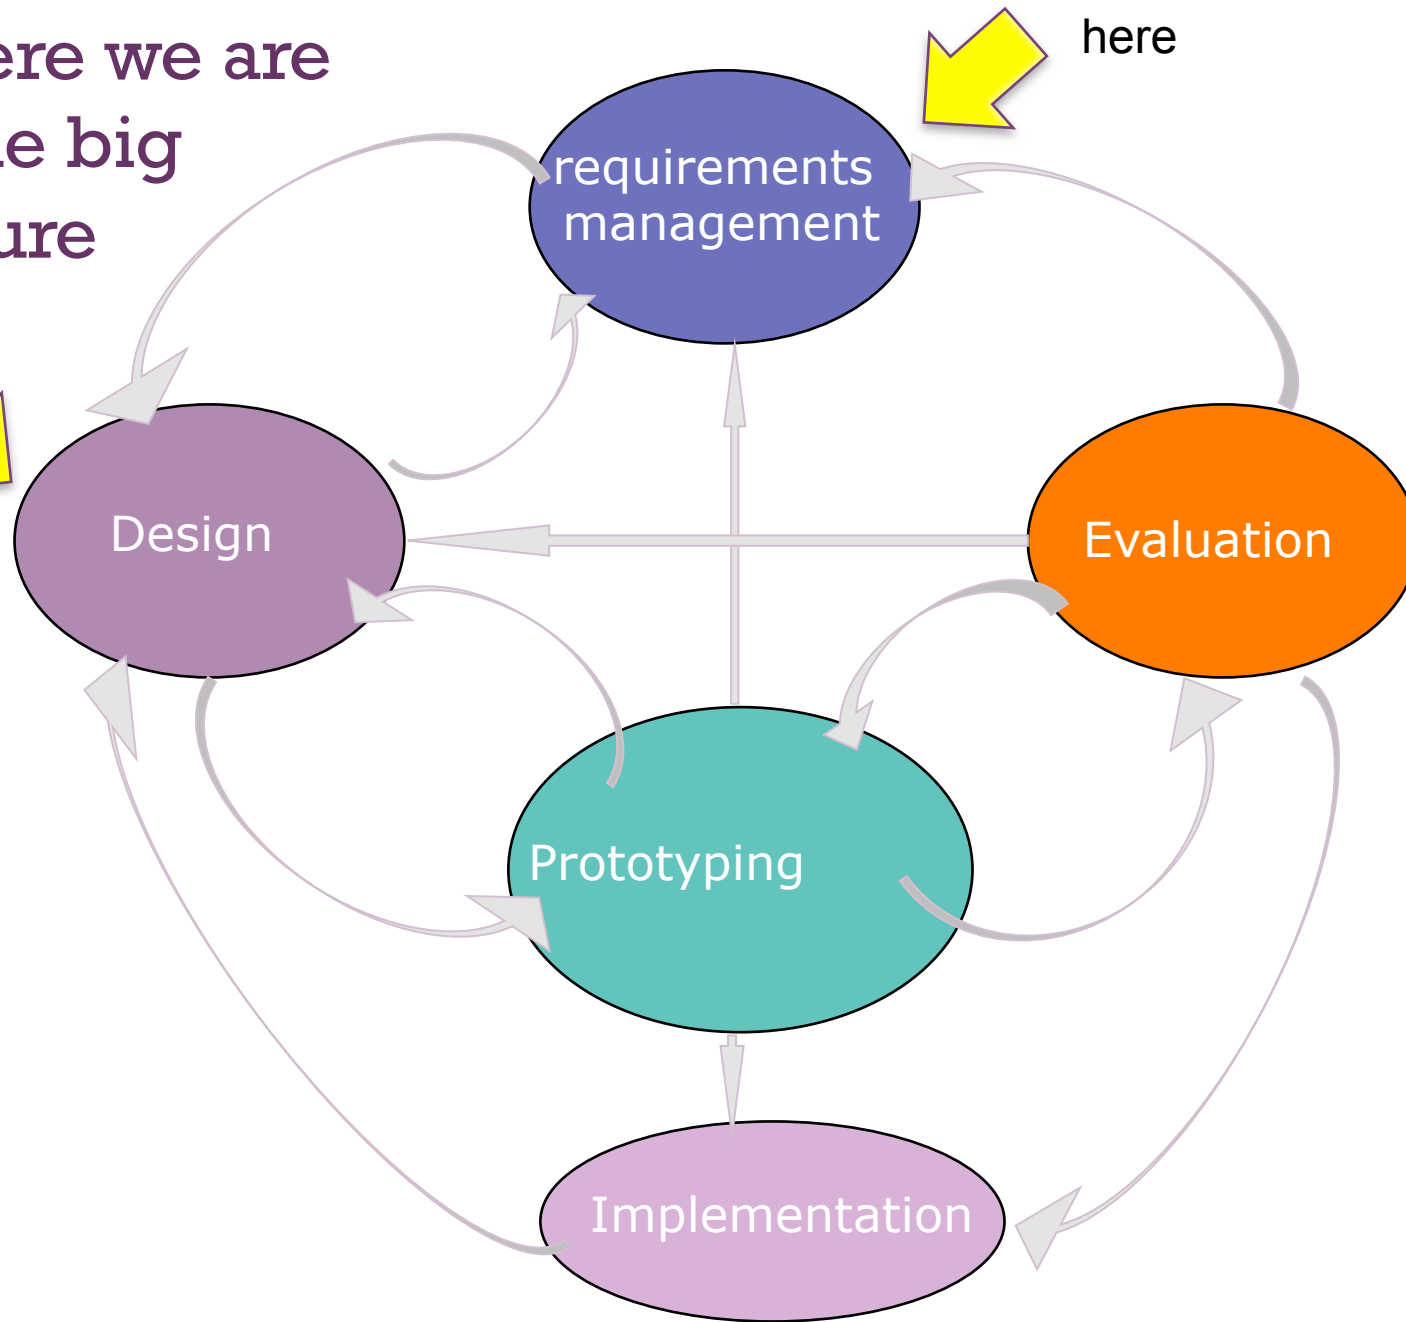 ere we are
e big
ure
here
requirements
management
Design
Evaluation
Prototyping
Implementation